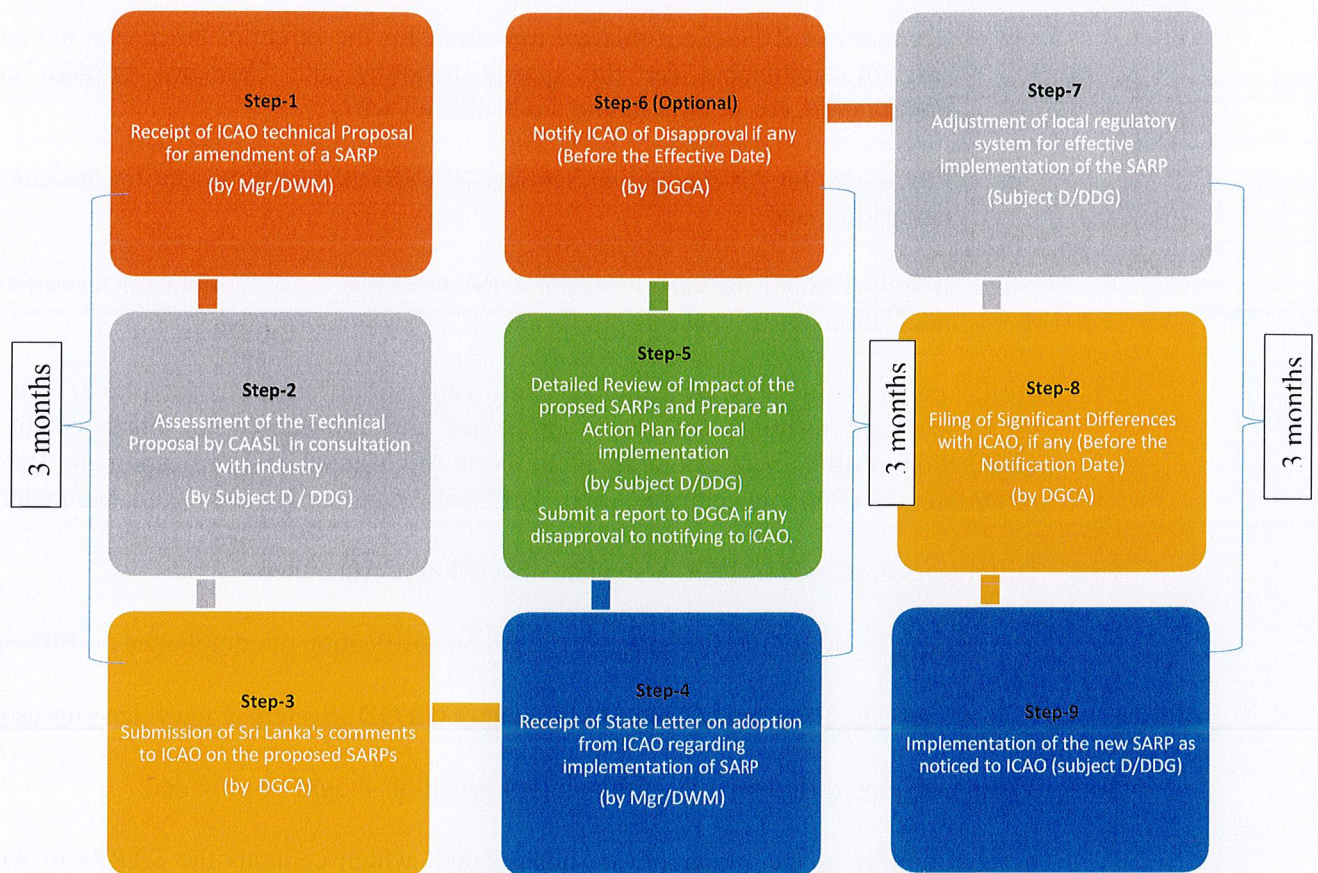 Step-1
Receipt of ICAO technical Proposal
for amendment of a SARP
(by Mgr/DWM)
Step-2
Assessment of the Technical
Proposal by CAASL in consultation
with industry
(By Subject D / DDG)
Step-3
Submission of Sri Lanka's comments
to ICAO on the proposed SARPs
(by DGCA)
3 months
Step-4
Receipt of State Letter on adoption
from ICAO regarding
implementation of SARP
(by Mgr/DWM)
Step-5
Detailed Review of Impact of the
propsed SARPs and Prepare an
Action Plan for local
implementation
(by Subject D/DDG)
Submit a report to DGCA if any
disapproval to notifying to ICAO.
Step-6 (Optional)
Notify ICAO of Disapproval if any
(Before the Effective Date)
(by DGCA)
3 months
Step-7
Adjustment of local regulatory
system for effective
implementation of the SARP
(Subject D/DDG)
Step-8
Filing of Significant Differences
with ICAO, if any (Before the
Notification Date)
(by DGCA)
Step-9
Implementation of the new SARP as
noticed to ICAO (subject D/DDG)
3 months